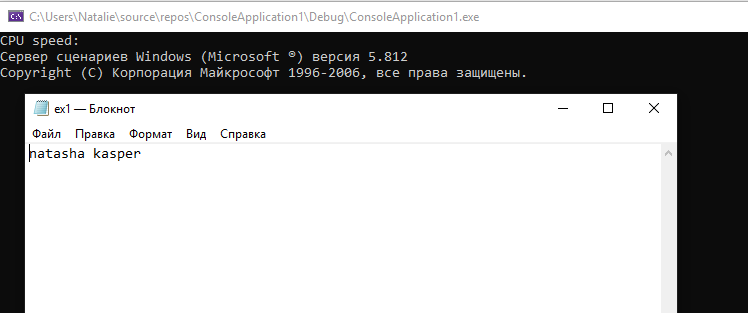 C:\Users\Natalie\source\repos\ConsoleApplication1\Debug\ConsoleApplication1.exe
CPU speed:
Сервер сценариев Windows (Microsoft ®) версия 5.812
Copyright (C) Корпорация Майкрософт 1996-2006, все права защищены.
ex1 — Блокнот
Файл Правка Формат Вид Справка
natasha kasper